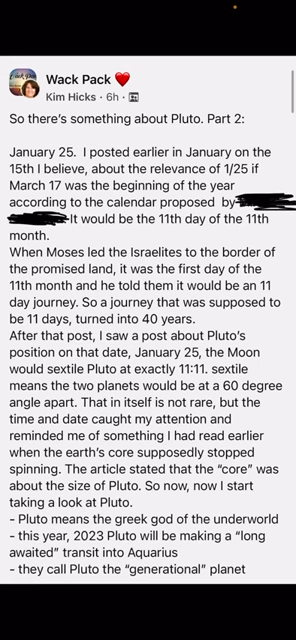 Wack Pack
Kim Hicks · 6h ·
So there's something about Pluto. Part 2:
January 25. I posted earlier in January on the
15th I believe, about the relevance of 1/25 if
March 17 was the beginning of the year
according to the calendar proposed by
It would be the 11th day of the 11th
month.
When Moses led the Israelites to the border of
the promised land, it was the first day of the
11th month and he told them it would be an 11
day journey. So a journey that was supposed to
be 11 days, turned into 40 years.
After that post, I saw a post about Pluto's
position on that date, January 25, the Moon
would sextile Pluto at exactly 11:11. sextile
means the two planets would be at a 60 degree
angle apart. That in itself is not rare, but the
time and date caught my attention and
reminded me of something I had read earlier
when the earth's core supposedly stopped
spinning. The article stated that the "core" was
about the size of Pluto. So now, now I start
taking a look at Pluto.
- Pluto means the greek god of the underworld
- this year, 2023 Pluto will be making a "long
awaited" transit into Aquarius
- they call Pluto the "generational" planet